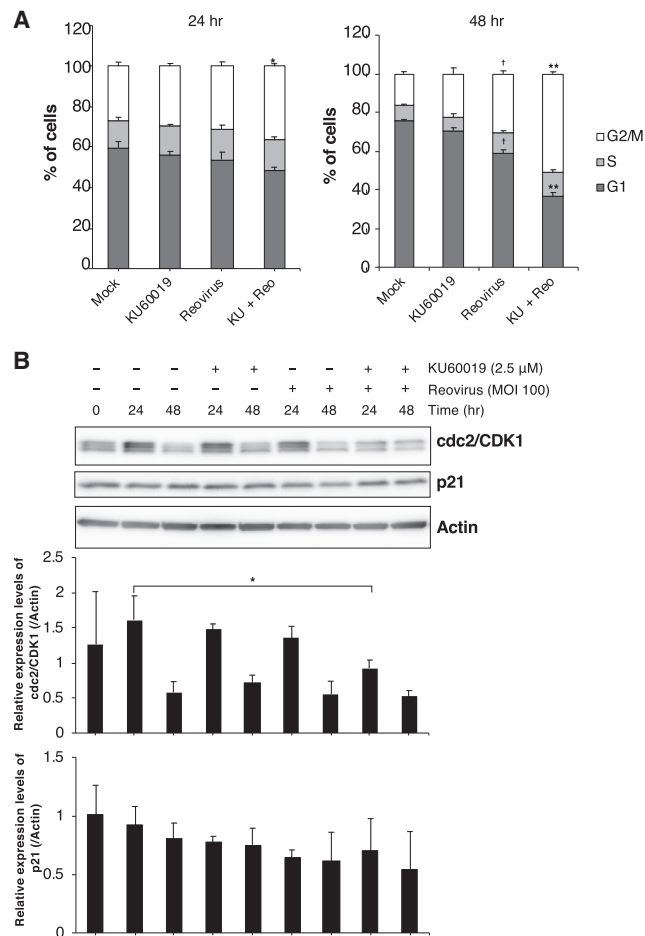 A
24 hr
48 hr
% of cells
120
100
80
60
40
20
0
*
Mock
KU60019
Reovirus
KU + Reo
% of cells
120
100
80
60
40
20
0
†
†
**
**
Mock
KU60019
Reovirus
KU + Reo
G2/M
S
G1
B
– – – + + – – + + KU60019 (2.5 µM)
– – – – – + + + + Reovirus (MOI 100)
0 24 48 24 48 24 48 24 48 Time (hr)
cdc2/CDK1
p21
Actin
Relative expression levels of
cdc2/CDK1 (/Actin)
2.5
2
1.5
1
0.5
0
*
Relative expression levels of
p21 (/Actin)
1.5
1
0.5
0